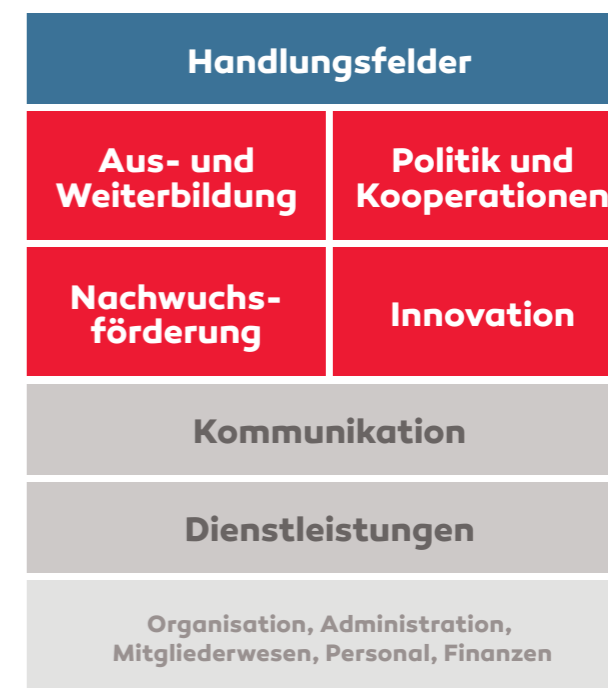 Handlungsfelder
Aus- und
Weiterbildung
Politik und
Kooperationen
Nachwuchs-
förderung
Innovation
Kommunikation
Dienstleistungen
Organisation, Administration,
Mitgliederwesen, Personal, Finanzen